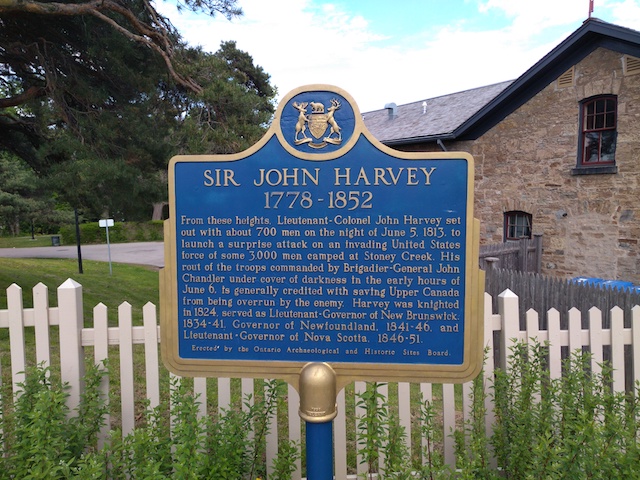 SIR JOHN HARVEY
1778-1852
From these heights, Lieutenant-Colonel John Harvey set
out with about 700 men on the night of June 5, 1813, to
launch a surprise attack on an invading United States
force of some 3,000 men camped at Stoney Creek. His
rout of the troops commanded by Brigadier-General John
Chandler under cover of darkness in the early hours of
June 6, is generally credited with saving Upper Canada
from being overrun by the enemy. Harvey was knighted
in 1824, served as Lieutenant-Governor of New Brunswick,
1834-41, Governor of Newfoundland, 1841-46, and
Lieutenant-Governor of Nova Scotia, 1846-51.
Erected by the Ontario Archaeological and Historic Sites Board.